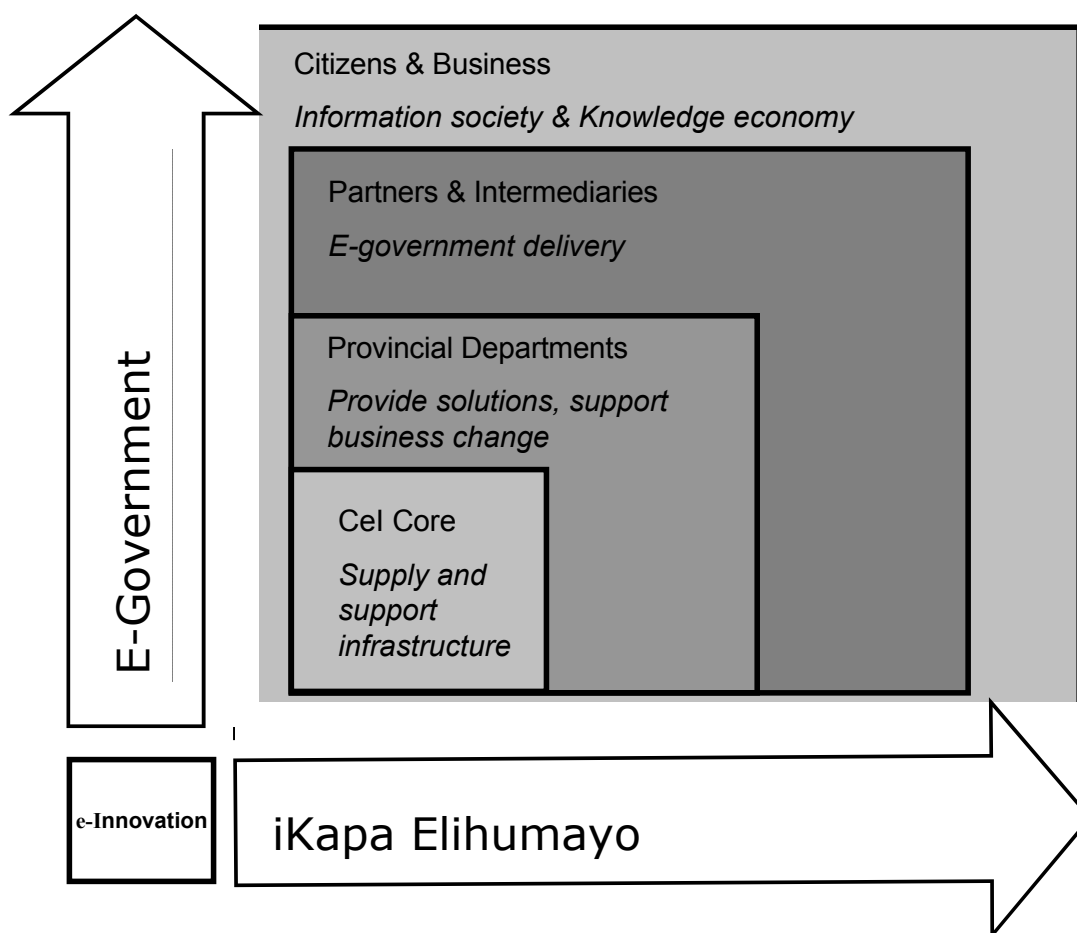 Citizens & Business
Information society & Knowledge economy
Partners & Intermediaries
E-government delivery
Provincial Departments
Provide solutions, support
business change
CeI Core
Supply and
support
infrastructure
E-Government
e-Innovation
iKapa Elihumayo